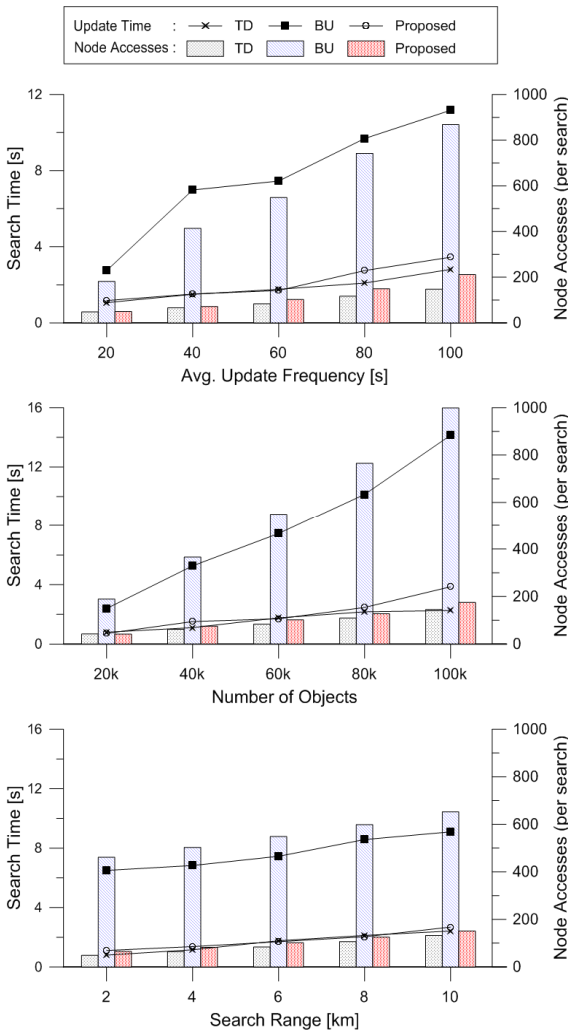 Update Time : TD BU Proposed
Node Accesses : TD BU Proposed
12
8
4
0
Search Time [s]
1000
800
600
400
200
0
Node Accesses (per search)
20 40 60 80 100
Avg. Update Frequency [s]
16
12
8
4
0
Search Time [s]
1000
800
600
400
200
0
Node Accesses (per search)
20k 40k 60k 80k 100k
Number of Objects
16
12
8
4
0
Search Time [s]
1000
800
600
400
200
0
Node Accesses (per search)
2 4 6 8 10
Search Range [km]